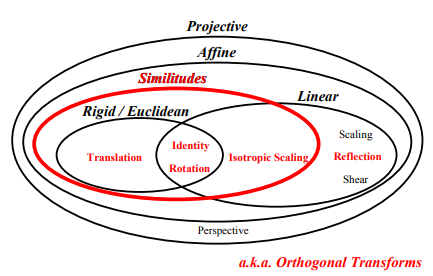 Projective
Affine
Similitudes
Linear
Rigid / Euclidean
Scaling
Identity
Translation
Isotropic Scaling
Reflection
Rotation
Shear
Perspective
a.k.a. Orthogonal Transforms